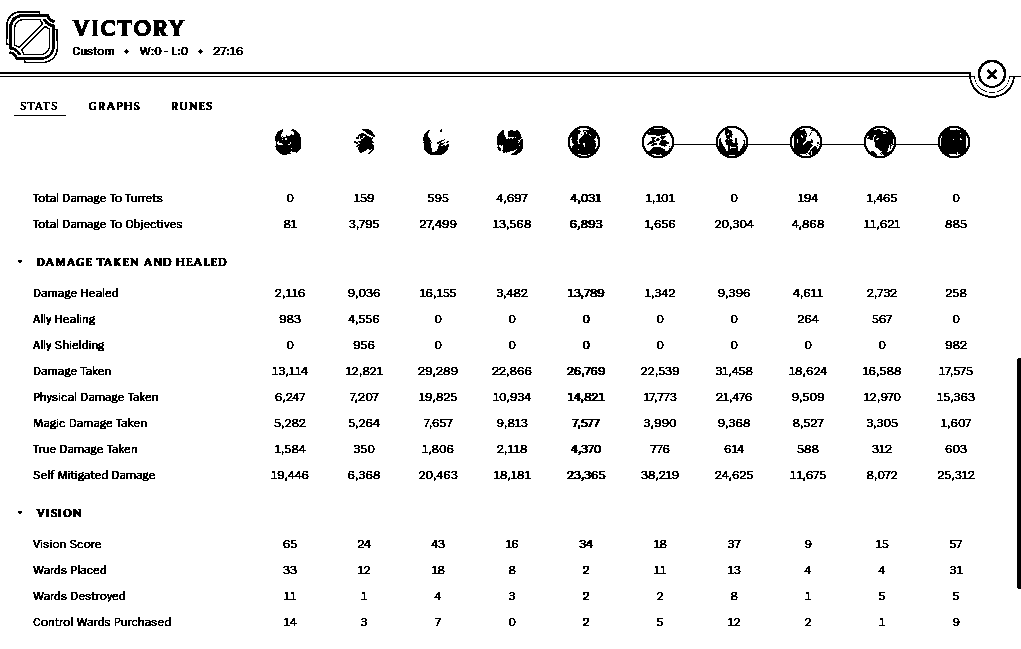 VICTORY
Custom • W:0 - L:0 • 27:16
STATS GRAPHS RUNES
Total Damage To Turrets 0 159 595 4,697 4,031 1,101 0 194 1,465 0
Total Damage To Objectives 81 3,795 27,499 13,568 6,893 1,656 20,304 4,868 11,621 885
DAMAGE TAKEN AND HEALED
Damage Healed 2,116 9,036 16,155 3,482 13,789 1,342 9,396 4,611 2,732 258
Ally Healing 983 4,556 0 0 0 0 0 264 567 0
Ally Shielding 0 956 0 0 0 0 0 0 0 982
Damage Taken 13,114 12,821 29,289 22,866 26,769 22,539 31,458 18,624 16,588 17,575
Physical Damage Taken 6,247 7,207 19,825 10,934 14,821 17,773 21,476 9,509 12,970 15,363
Magic Damage Taken 5,282 5,264 7,657 9,813 7,577 3,990 9,368 8,527 3,305 1,607
True Damage Taken 1,584 350 1,806 2,118 4,370 776 614 588 312 603
Self Mitigated Damage 19,446 6,368 20,463 18,181 23,365 38,219 24,625 11,675 8,072 25,312
VISION
Vision Score 65 24 43 16 34 18 37 9 15 57
Wards Placed 33 12 18 8 2 11 13 4 4 31
Wards Destroyed 11 1 4 3 2 2 8 1 5 5
Control Wards Purchased 14 3 7 0 2 5 12 2 1 9